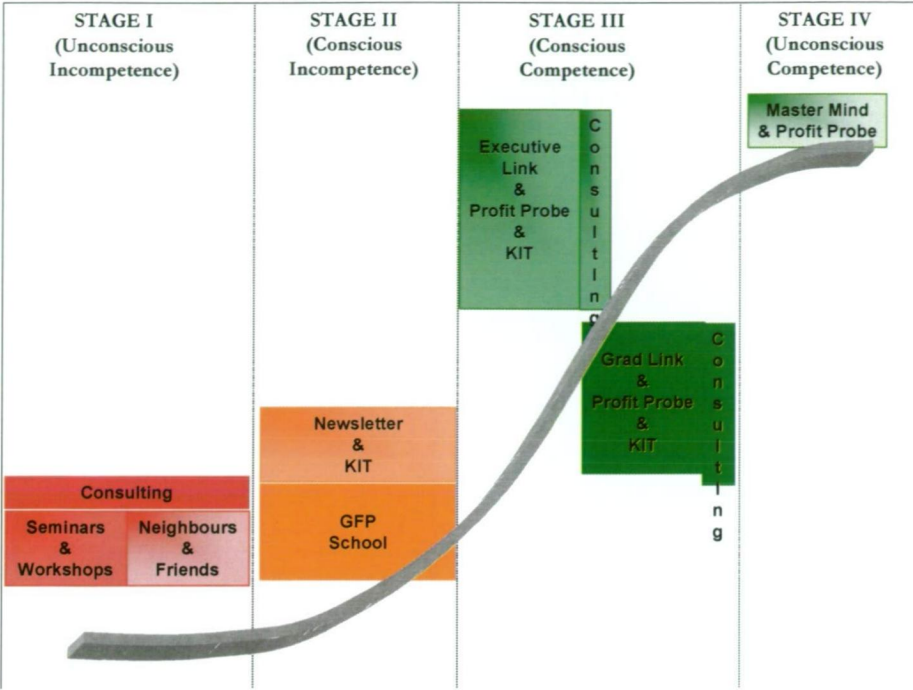 STAGE I
(Unconscious
Incompetence)
STAGE II
(Conscious
Incompetence)
STAGE III
(Conscious
Competence)
STAGE IV
(Unconscious
Competence)
Master Mind
& Profit Probe
Executive
Link
&
Profit Probe
&
KIT
Consulting
Grad Link
&
Profit Probe
&
KIT
Consulting
Newsletter
&
KIT
GFP
School
Consulting
Seminars
&
Workshops
Neighbours
&
Friends